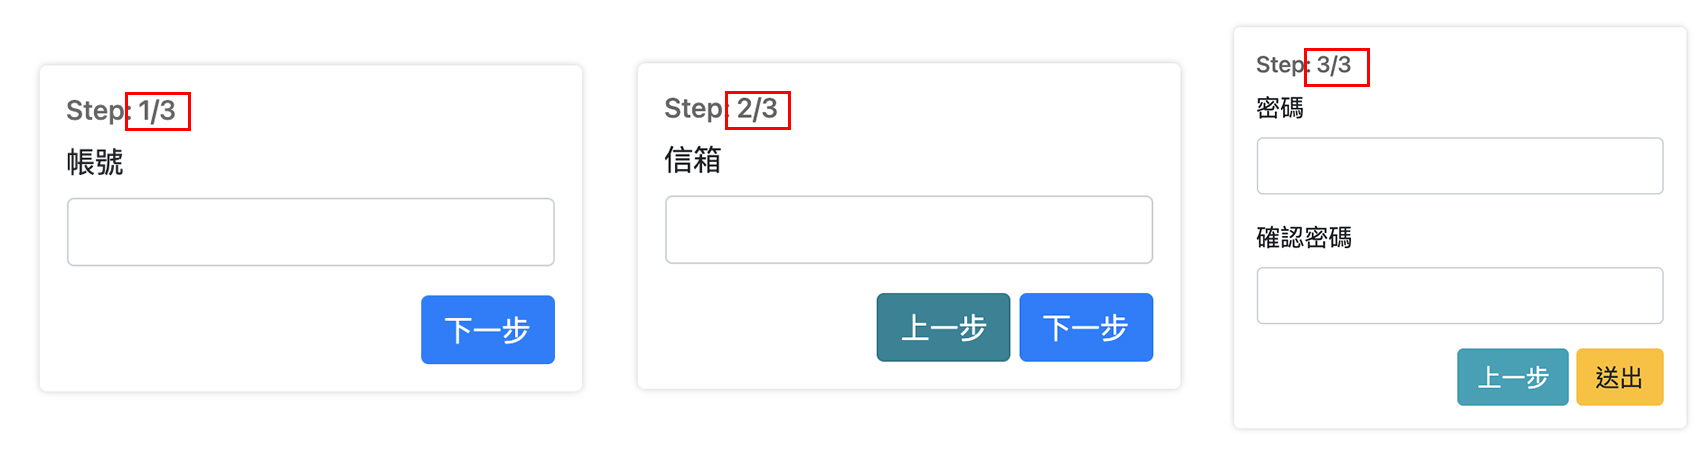 Step: 1/3
帳號
下一步
Step: 2/3
信箱
上一步
下一步
Step: 3/3
密碼
確認密碼
上一步
送出